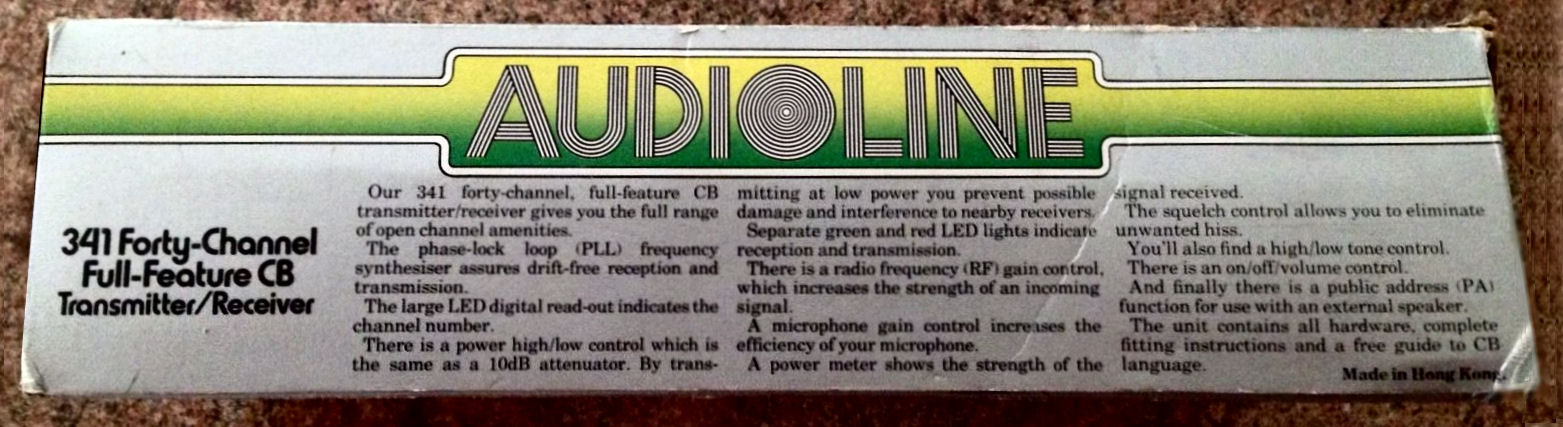 AUDIOLINE
341 Forty-Channel
Full-Feature CB
Transmitter/Receiver
Our 341 forty-channel, full-feature CB
transmitter/receiver gives you the full range
of open channel amenities.
The phase-lock loop (PLL) frequency
synthesiser assures drift-free reception and
transmission.
The large LED digital read-out indicates the
channel number.
There is a power high/low control which is
the same as a 10dB attenuator. By trans-
mitting at low power you prevent possible
damage and interference to nearby receivers.
Separate green and red LED lights indicate
reception and transmission.
There is a radio frequency (RF) gain control,
which increases the strength of an incoming
signal.
A microphone gain control increases the
efficiency of your microphone.
A power meter shows the strength of the
signal received.
The squelch control allows you to eliminate
unwanted hiss.
You'll also find a high/low tone control.
There is an on/off/volume control.
And finally there is a public address (PA)
function for use with an external speaker.
The unit contains all hardware, complete
fitting instructions and a free guide to CB
language.
Made in Hong Kong.